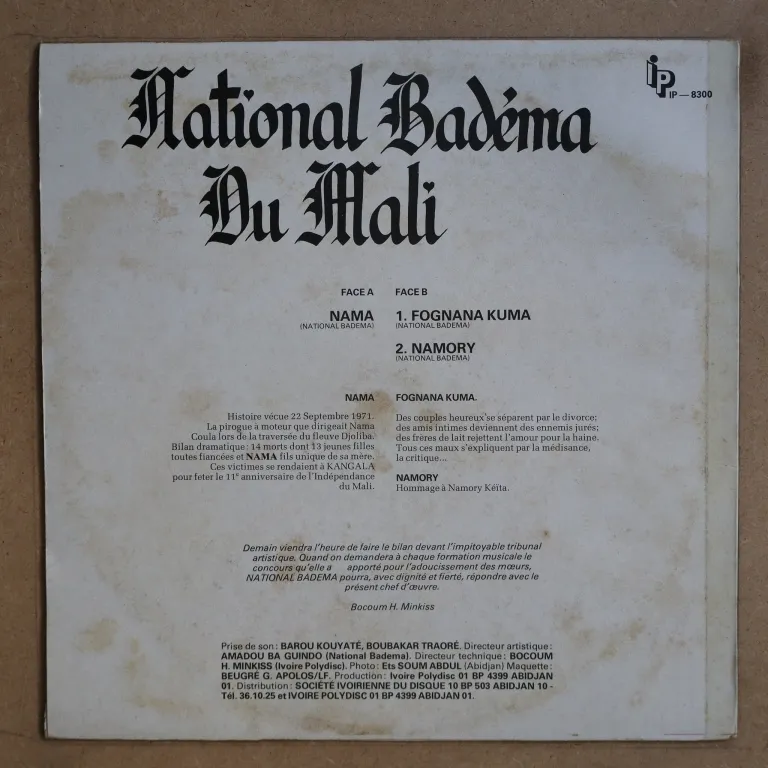 National Badéma
Du Mali
iP
IP — 8300
FACE A
NAMA
(NATIONAL BADEMA)
FACE B
1. FOGNANA KUMA
(NATIONAL BADEMA)
2. NAMORY
(NATIONAL BADEMA)
NAMA
Histoire vécue 22 Septembre 1971.
La pirogue à moteur que dirigeait Nama
Coula lors de la traversée du fleuve Djoliba.
Bilan dramatique : 14 morts dont 13 jeunes filles
toutes fiancées et NAMA fils unique de sa mère.
Ces victimes se rendaient à KANGALA
pour feter le 11e anniversaire de l'Indépendance
du Mali.
FOGNANA KUMA.
Des couples heureux se séparent par le divorce;
des amis intimes deviennent des ennemis jurés;
des frères de lait rejettent l'amour pour la haine.
Tous ces maux s'expliquent par la médisance,
la critique...
NAMORY
Hommage à Namory Kéïta.
Demain viendra l'heure de faire le bilan devant l'impitoyable tribunal
artistique. Quand on demandera à chaque formation musicale le
concours qu'elle a apporté pour l'adoucissement des mœurs,
NATIONAL BADEMA pourra, avec dignité et fierté, répondre avec le
présent chef d'œuvre.
Bocoum H. Minkiss
Prise de son : BAROU KOUYATÉ, BOUBAKAR TRAORÉ. Directeur artistique :
AMADOU BA GUINDO (National Badema). Directeur technique : BOCOUM
H. MINKISS (Ivoire Polydisc). Photo : Ets SOUM ABDUL (Abidjan) Maquette :
BEUGRÉ G. APOLOS/LF. Production : Ivoire Polydisc 01 BP 4399 ABIDJAN
01. Distribution : SOCIÉTÉ IVOIRIENNE DU DISQUE 10 BP 503 ABIDJAN 10 -
Tél. 36.10.25 et IVOIRE POLYDISC 01 BP 4399 ABIDJAN 01.